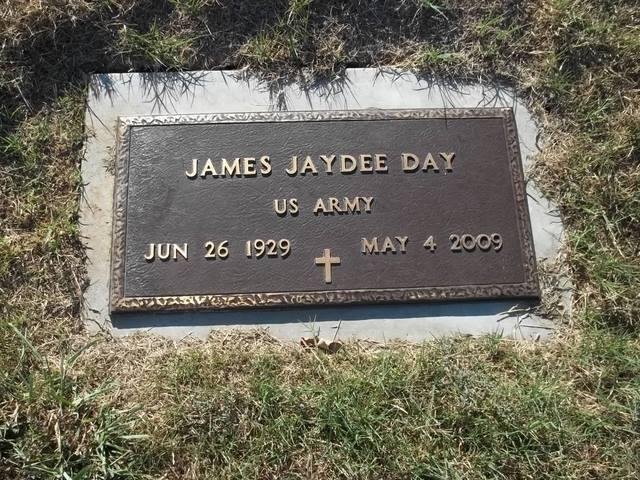 JAMES JAYDEE DAY
US ARMY
JUN 26 1929 MAY 4 2009